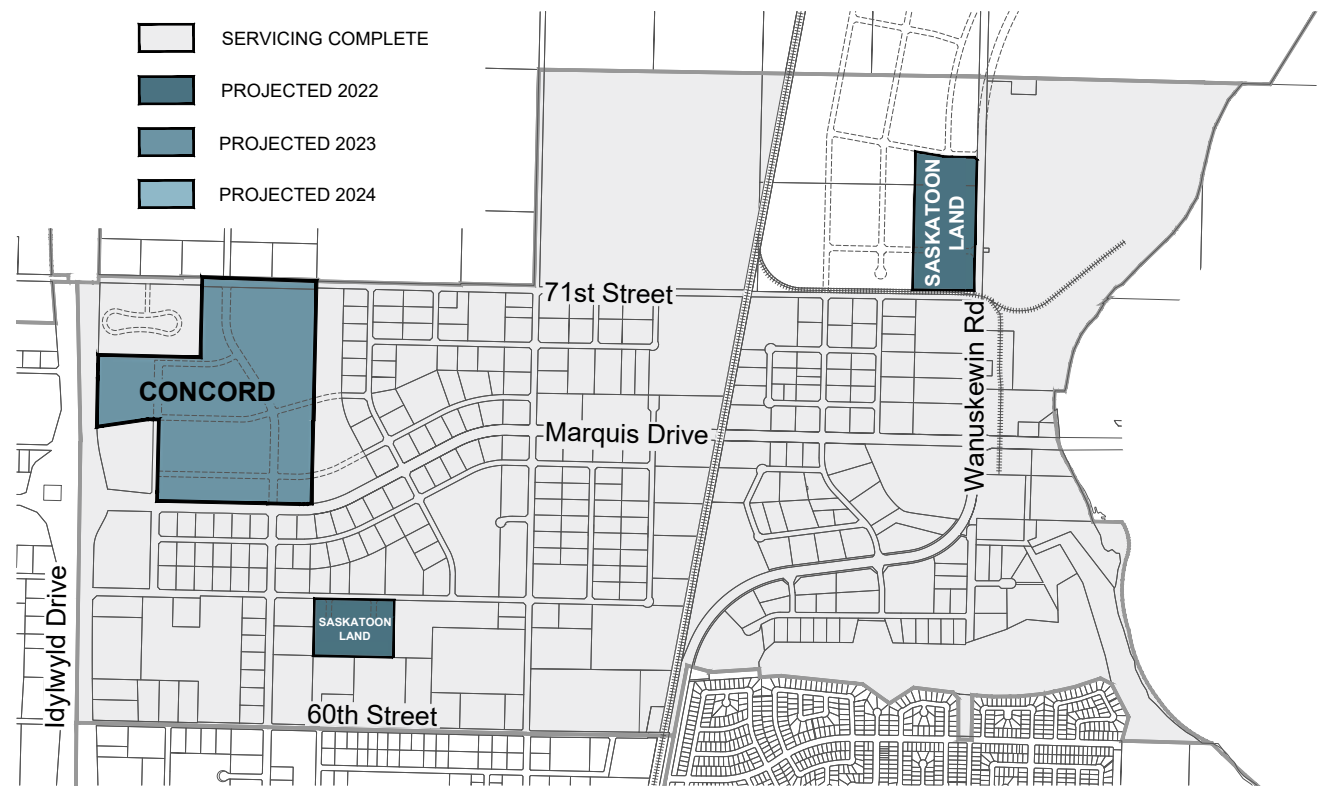 SERVICING COMPLETE
PROJECTED 2022
PROJECTED 2023
PROJECTED 2024
SASKATOON
LAND
71st Street
CONCORD
Wanuskewin Rd
Marquis Drive
Idylwyld Drive
SASKATOON
LAND
60th Street